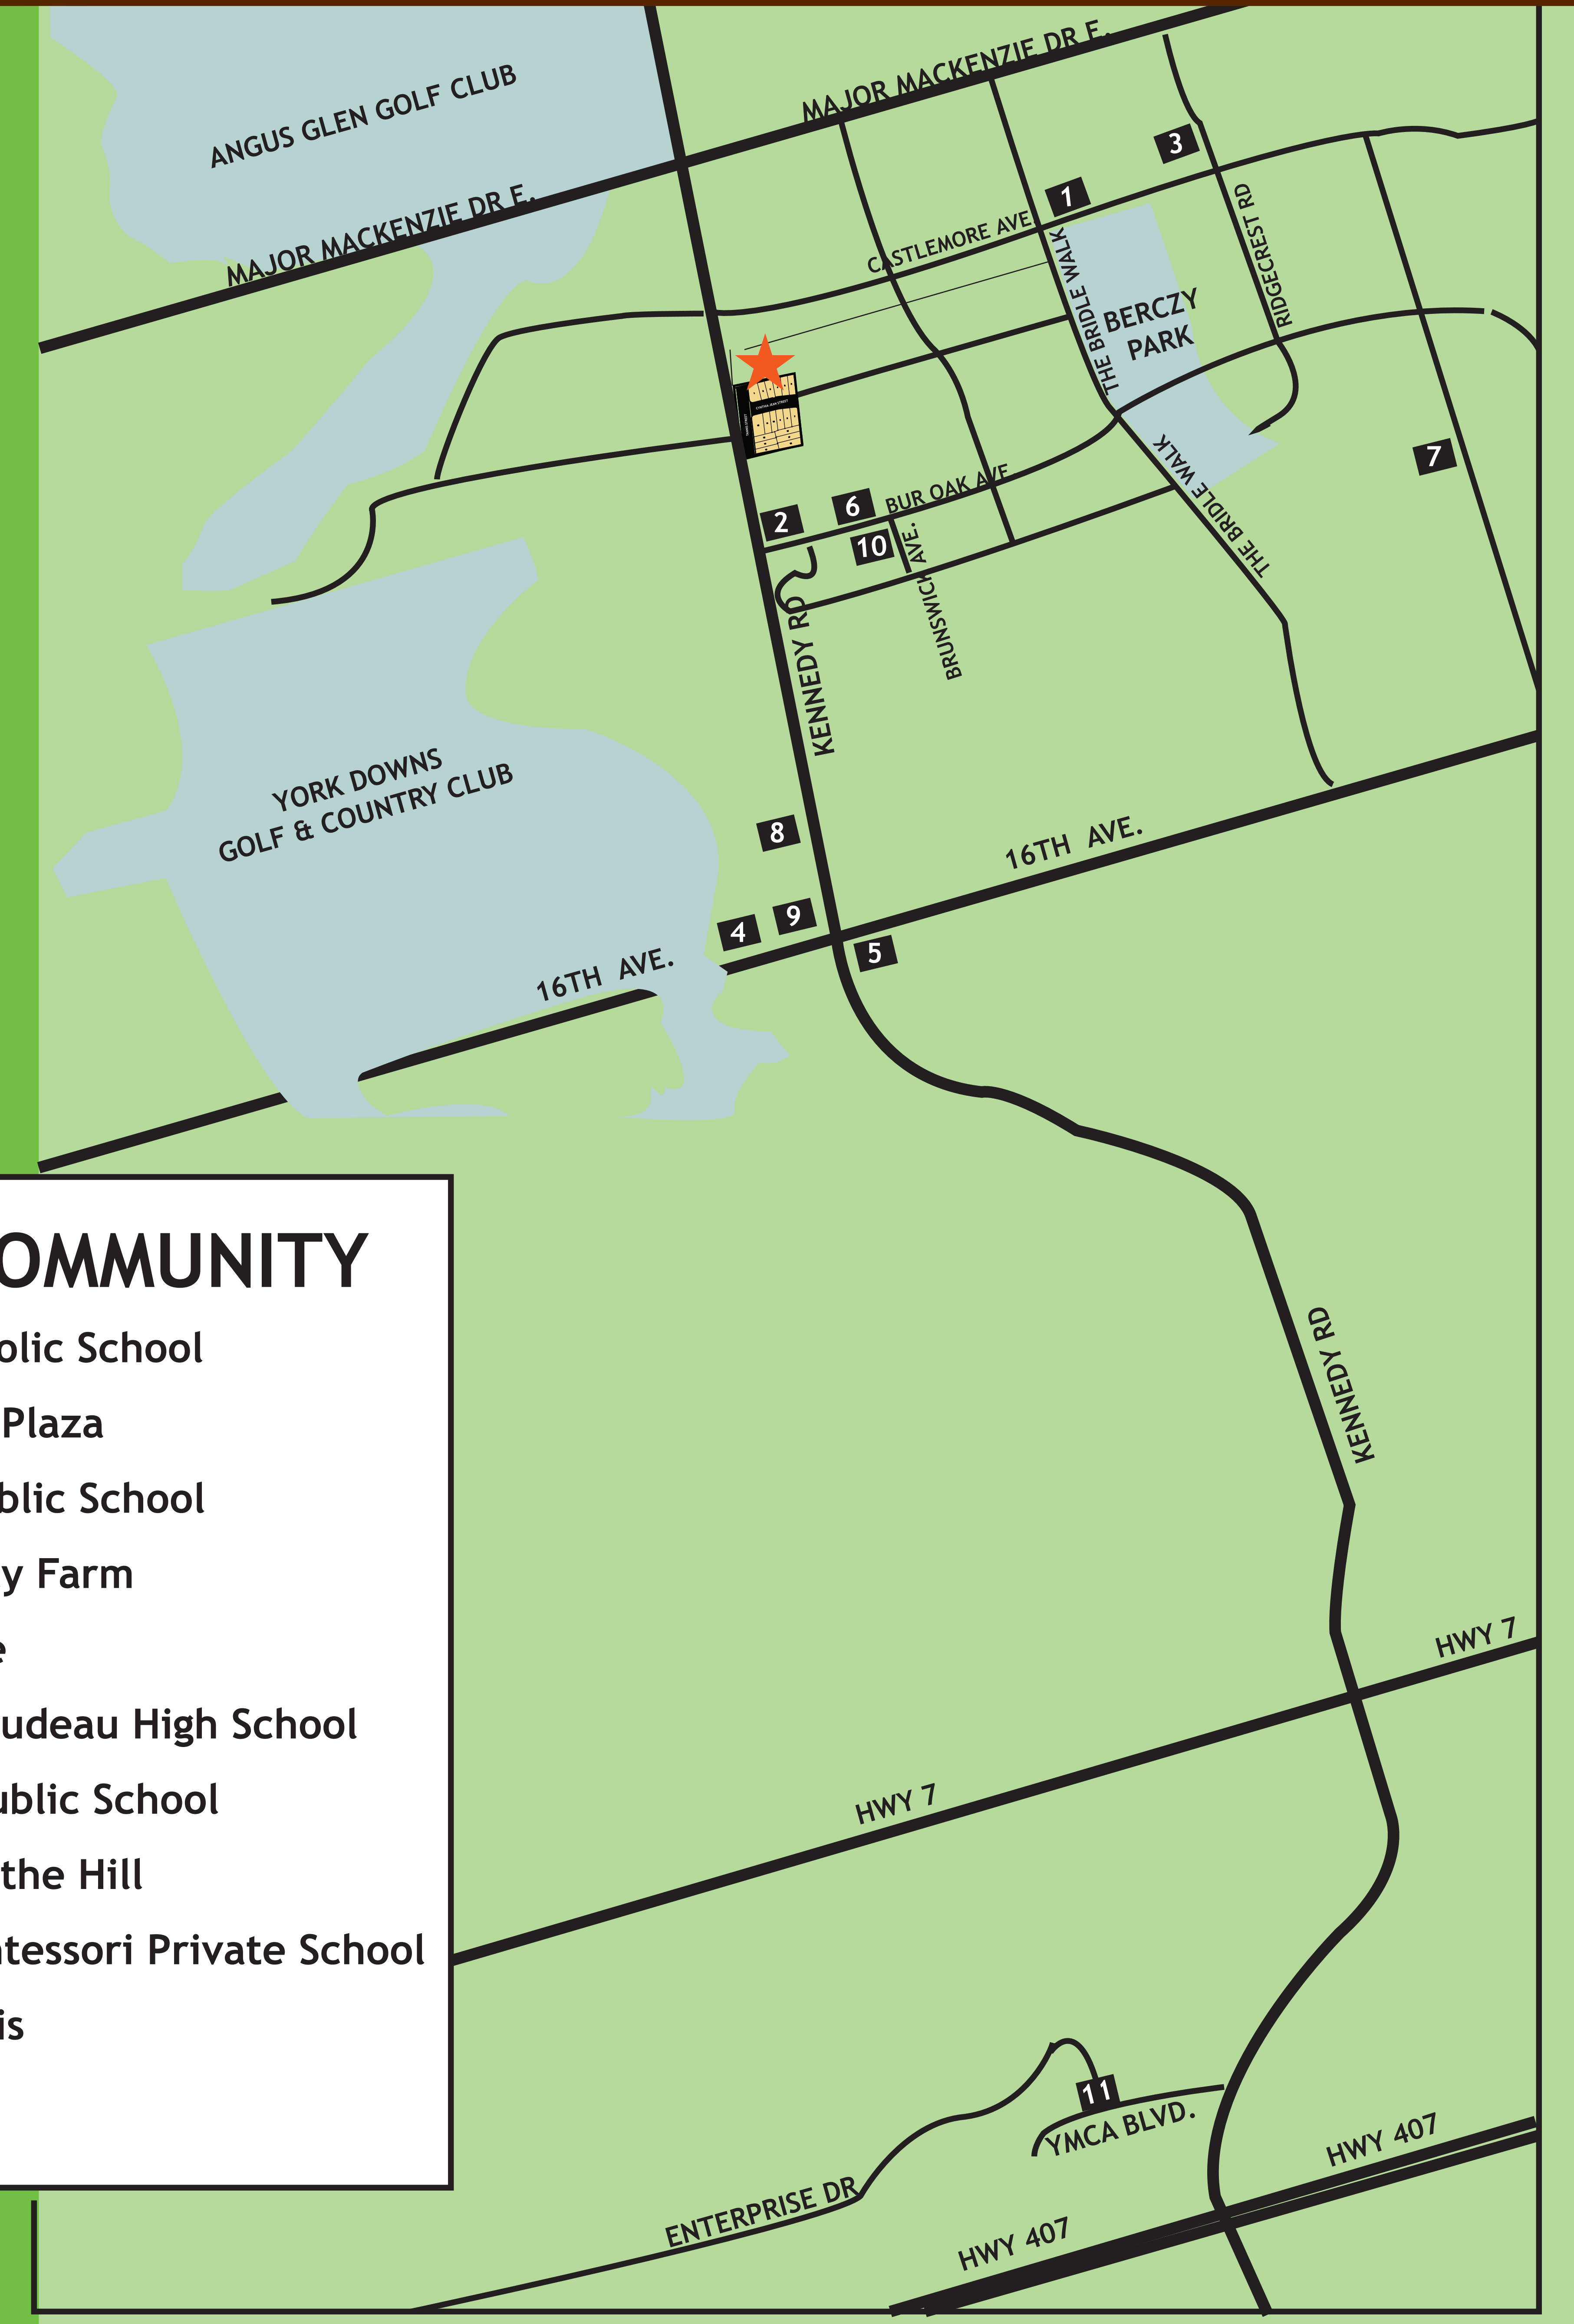 MAJOR MACKENZIE DR E.
ANGUS GLEN GOLF CLUB
MAJOR MACKENZIE DR E.
3
1
CASTLEMORE AVE
RIDGECREST RD
THE BRIDLE WALK
BERCZY
PARK
7
THE BRIDLE WALK
BUR OAK AVE
6
2
10
BRUNSWICK AVE.
KENNEDY RD
YORK DOWNS
GOLF & COUNTRY CLUB
8
16TH AVE.
9
4
5
16TH AVE.
OMMUNITY
olic School
Plaza
blic School
y Farm
e
udeau High School
ublic School
the Hill
ntessori Private School
is
KENNEDY RD
HWY 7
HWY 7
11
YMCA BLVD.
HWY 407
ENTERPRISE DR
HWY 407